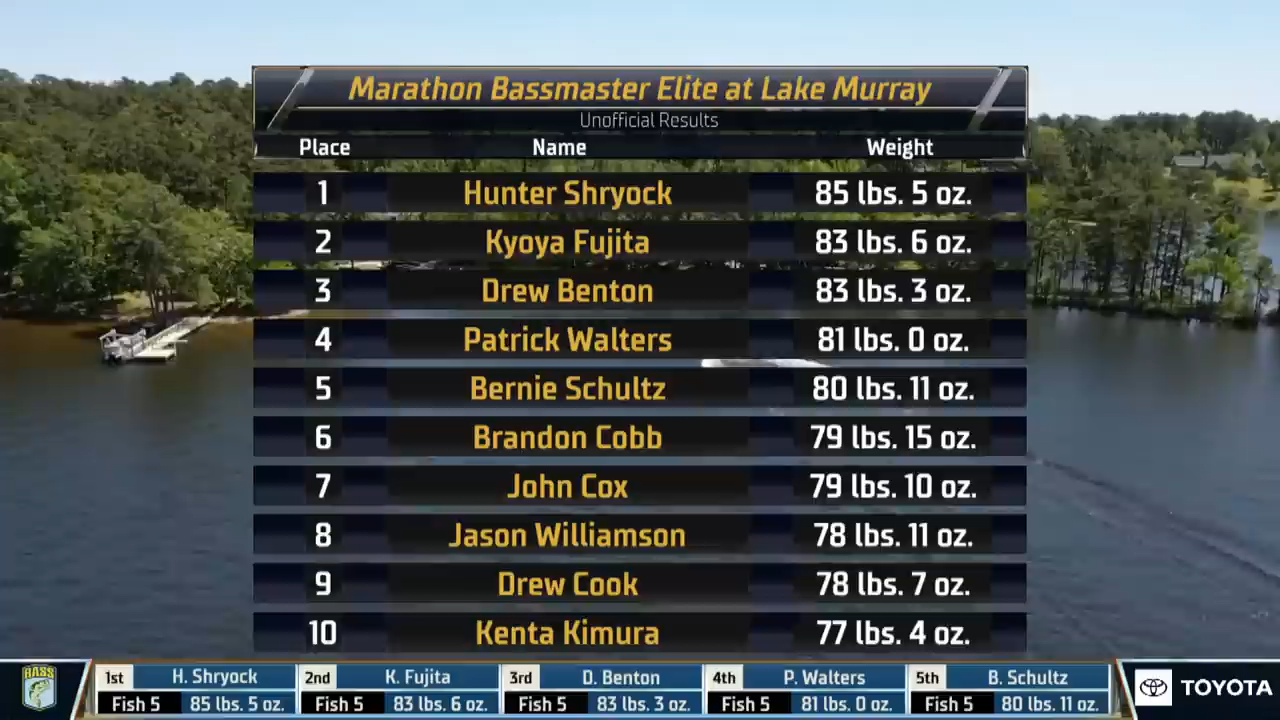 Marathon Bassmaster Elite at Lake Murray
Unofficial Results
Place Name Weight
1 Hunter Shryock 85 lbs. 5 oz.
2 Kyoya Fujita 83 lbs. 6 oz.
3 Drew Benton 83 lbs. 3 oz.
4 Patrick Walters 81 lbs. 0 oz.
5 Bernie Schultz 80 lbs. 11 oz.
6 Brandon Cobb 79 lbs. 15 oz.
7 John Cox 79 lbs. 10 oz.
8 Jason Williamson 78 lbs. 11 oz.
9 Drew Cook 78 lbs. 7 oz.
10 Kenta Kimura 77 lbs. 4 oz.
BASS
1st H. Shryock 2nd K. Fujita 3rd D. Benton 4th P. Walters 5th B. Schultz
Fish 5 85 lbs. 5 oz. Fish 5 83 lbs. 6 oz. Fish 5 83 lbs. 3 oz. Fish 5 81 lbs. 0 oz. Fish 5 80 lbs. 11 oz.
TOYOTA